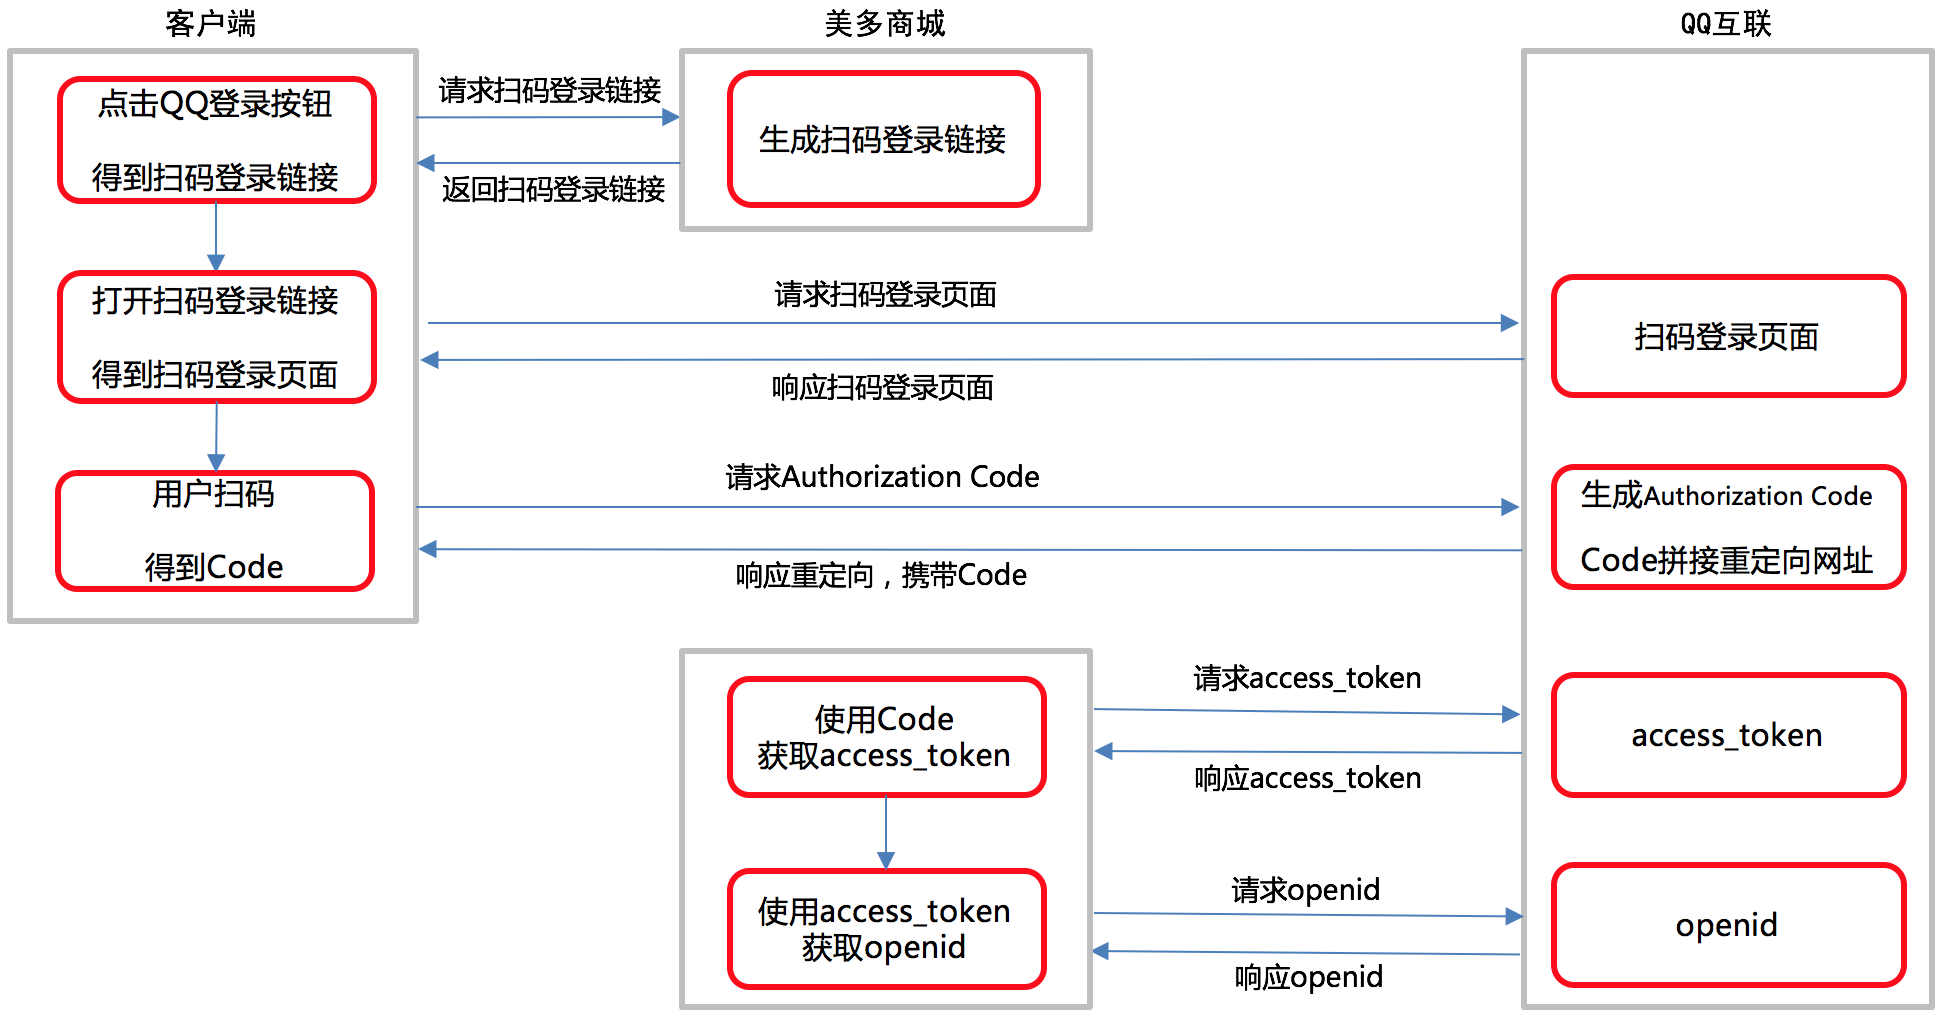 客户端
美多商城
QQ互联
点击QQ登录按钮
得到扫码登录链接
请求扫码登录链接
返回扫码登录链接
生成扫码登录链接
打开扫码登录链接
得到扫码登录页面
请求扫码登录页面
响应扫码登录页面
扫码登录页面
用户扫码
得到Code
请求Authorization Code
响应重定向，携带Code
生成Authorization Code
Code拼接重定向网址
使用Code
获取access_token
请求access_token
响应access_token
access_token
使用access_token
获取openid
请求openid
响应openid
openid